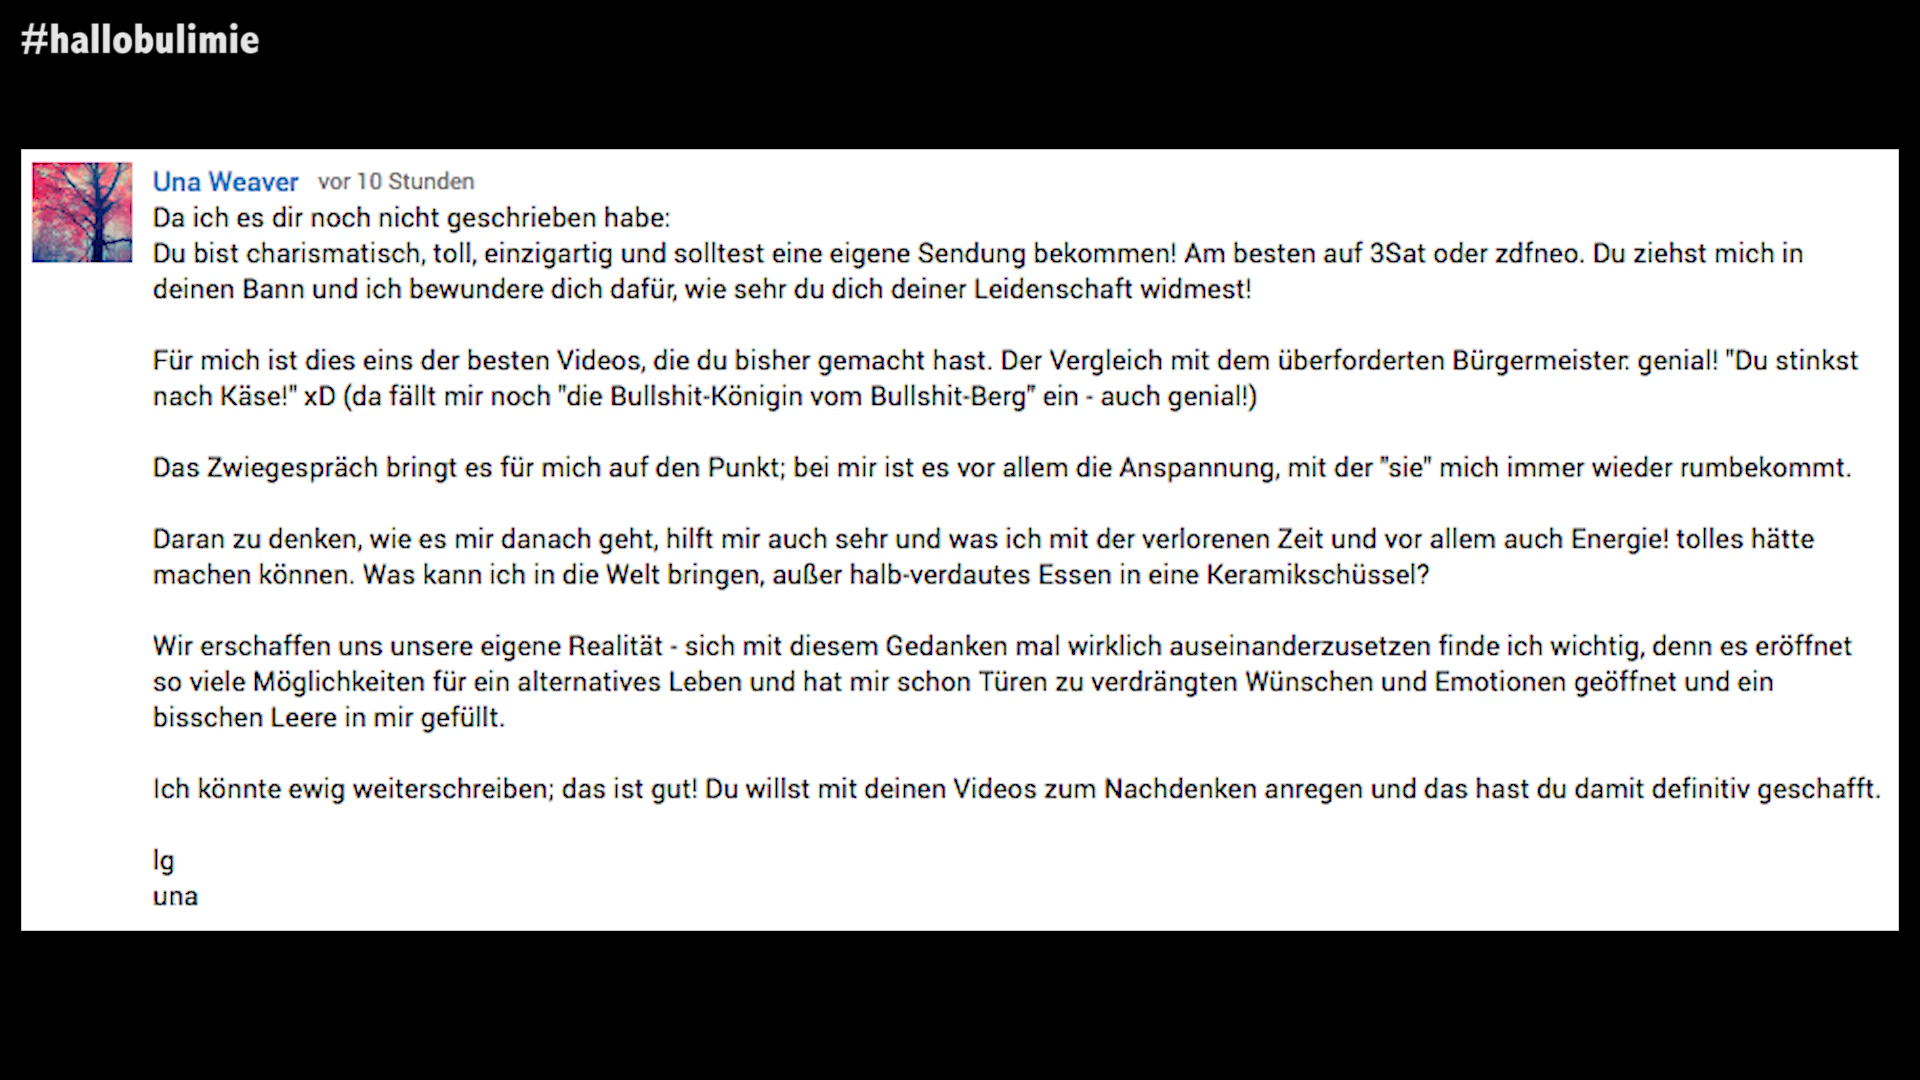 #hallobulimie
Una Weaver vor 10 Stunden
Da ich es dir noch nicht geschrieben habe:
Du bist charismatisch, toll, einzigartig und solltest eine eigene Sendung bekommen! Am besten auf 3Sat oder zdfneo. Du ziehst mich in
deinen Bann und ich bewundere dich dafür, wie sehr du dich deiner Leidenschaft widmest!
Für mich ist dies eins der besten Videos, die du bisher gemacht hast. Der Vergleich mit dem überforderten Bürgermeister: genial! "Du stinkst
nach Käse!" xD (da fällt mir noch "die Bullshit-Königin vom Bullshit-Berg" ein - auch genial!)
Das Zwiegespräch bringt es für mich auf den Punkt; bei mir ist es vor allem die Anspannung, mit der "sie" mich immer wieder rumbekommt.
Daran zu denken, wie es mir danach geht, hilft mir auch sehr und was ich mit der verlorenen Zeit und vor allem auch Energie! tolles hätte
machen können. Was kann ich in die Welt bringen, außer halb-verdautes Essen in eine Keramikschüssel?
Wir erschaffen uns unsere eigene Realität - sich mit diesem Gedanken mal wirklich auseinanderzusetzen finde ich wichtig, denn es eröffnet
so viele Möglichkeiten für ein alternatives Leben und hat mir schon Türen zu verdrängten Wünschen und Emotionen geöffnet und ein
bisschen Leere in mir gefüllt.
Ich könnte ewig weiterschreiben; das ist gut! Du willst mit deinen Videos zum Nachdenken anregen und das hast du damit definitiv geschafft.
lg
una